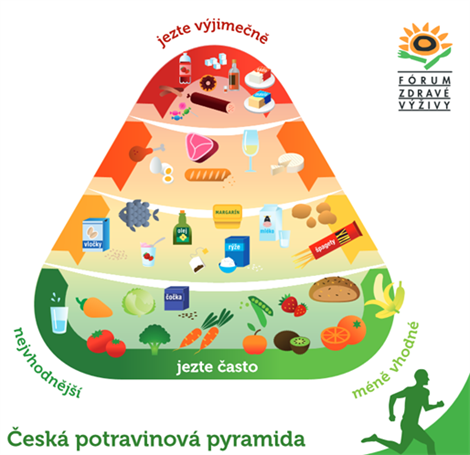 jezte výjimečně
FÓRUM
ZDRAVÉ
VÝŽIVY
MARGARÍN
olej
mléko
vločky
rýže
špagety
čočka
nejvhodnější
jezte často
méně vhodné
Česká potravinová pyramida